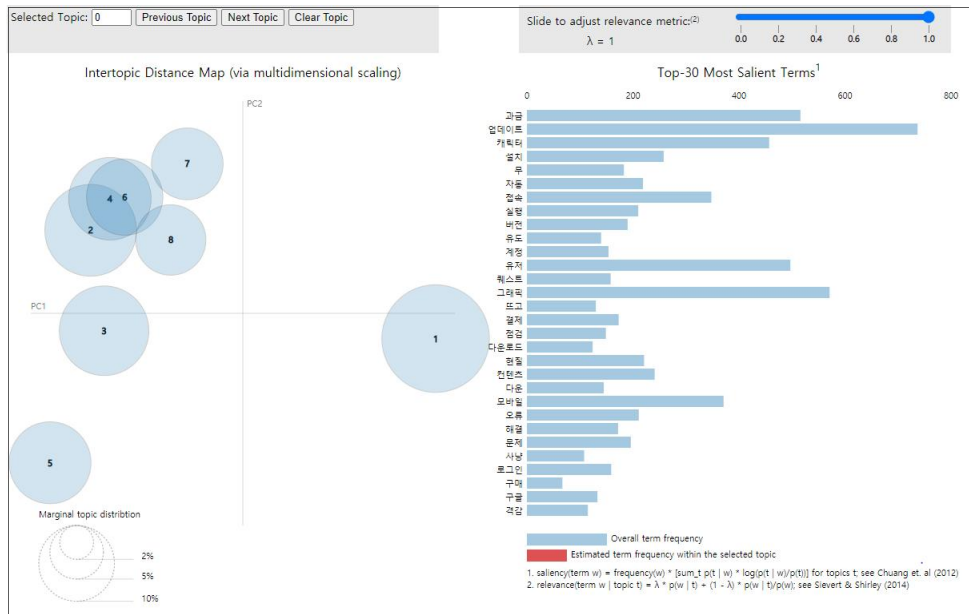 Selected Topic: 0 Previous Topic Next Topic Clear Topic
Slide to adjust relevance metric:(2)
λ = 1
0.0 0.2 0.4 0.6 0.8 1.0
Intertopic Distance Map (via multidimensional scaling)
PC2
PC1
7
4
6
2
8
3
1
5
Marginal topic distribtion
2%
5%
10%
Top-30 Most Salient Terms1
0 200 400 600 800
과금
업데이트
캐릭터
설치
무
자동
접속
실행
버전
유도
계정
유저
퀘스트
그래픽
뜨고
결제
점검
다운로드
현질
컨텐츠
다운
모바일
오류
해결
문제
사냥
로그인
구매
구글
격감
Overall term frequency
Estimated term frequency within the selected topic
1. saliency(term w) = frequency(w) * [sum_t p(t | w) * log(p(t | w)/p(t))] for topics t; see Chuang et. al (2012)
2. relevance(term w | topic t) = λ * p(w | t) + (1 - λ) * p(w | t)/p(w); see Sievert & Shirley (2014)